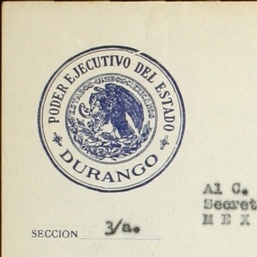 PODER EJECUTIVO DEL ESTADO
ESTADOS UNIDOS MEXICANOS
DURANGO
Al C.
Secret
MEX
SECCION 3/a.